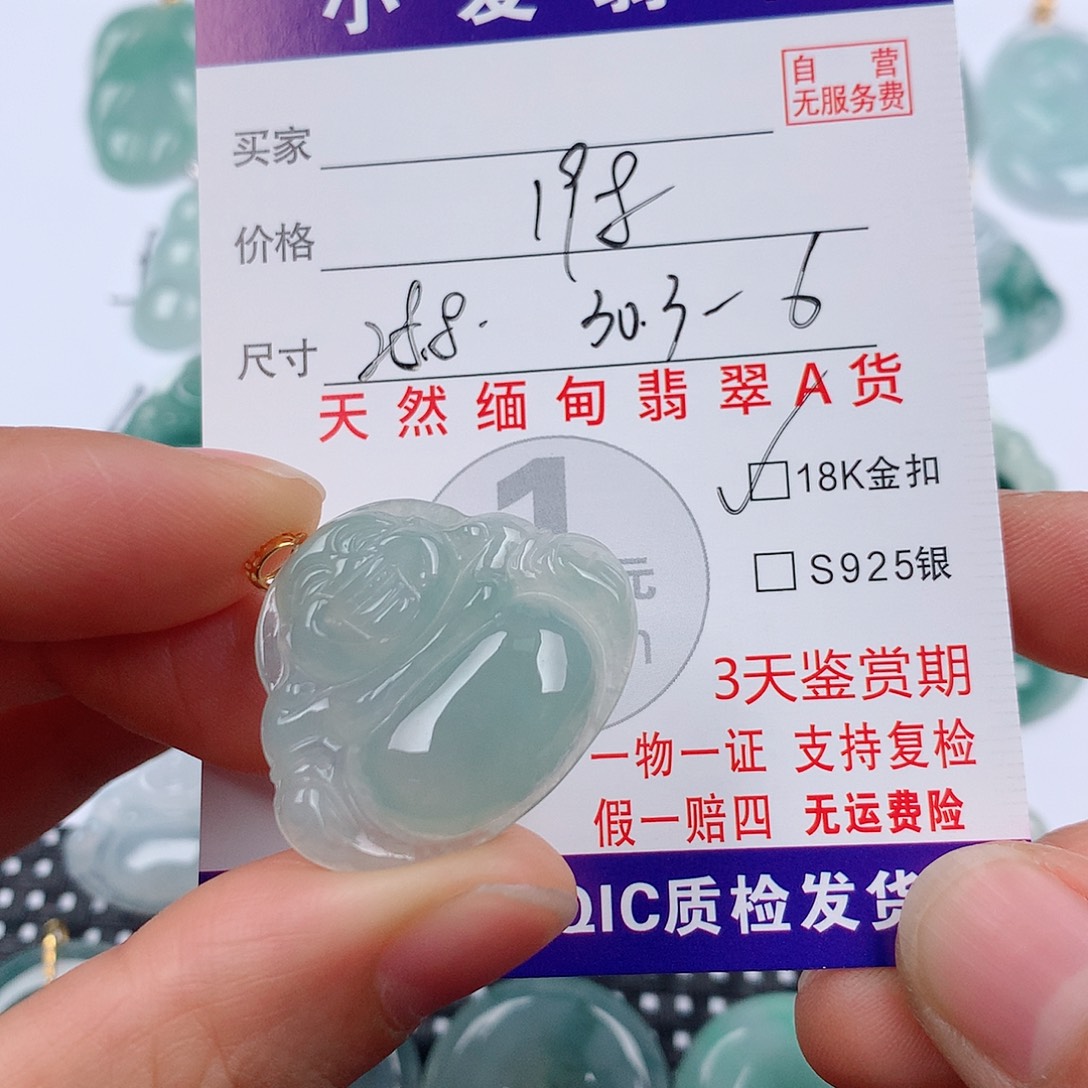 小
自 营
无服务费
买家
价格 198
尺寸 28.8. 30.3- 6
天然缅甸翡翠A货
1
元
18K金扣
S925银
3天鉴赏期
一物一证 支持复检
假一赔四 无运费险
QIC质检发货